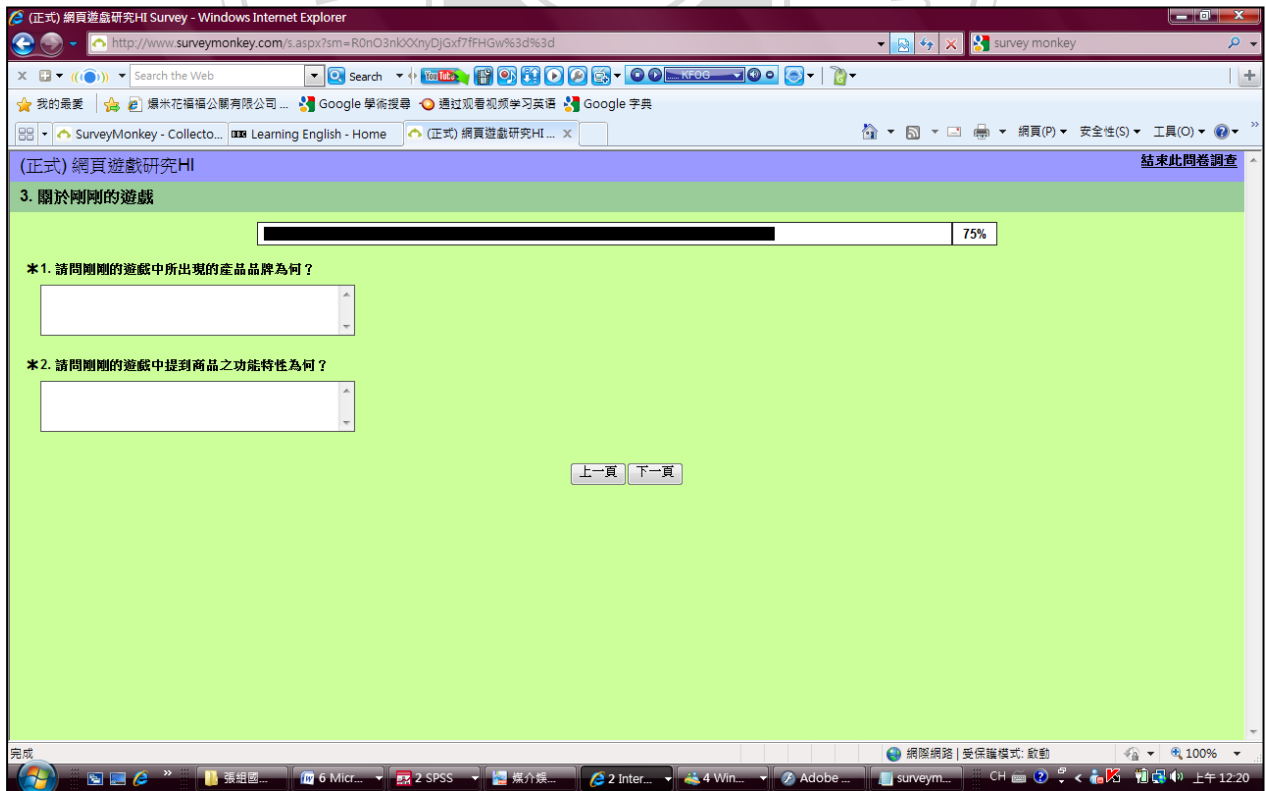 (正式) 網頁遊戲研究HI Survey - Windows Internet Explorer
http://www.surveymonkey.com/s.aspx?sm=R0nO3nkXXnyDjGxf7fFHGw%3d%3d
survey monkey
Search the Web
Search
YouTube
KFOG
我的最愛
爆米花福福公關有限公司 ...
Google 學術搜尋
通过观看视频学习英语
Google 字典
SurveyMonkey - Collecto...
Learning English - Home
(正式) 網頁遊戲研究HI ...
網頁(P)
安全性(S)
工具(O)
(正式) 網頁遊戲研究HI
結束此問卷調查
3. 關於剛剛的遊戲
75%
*1. 請問剛剛的遊戲中所出現的產品品牌為何？
*2. 請問剛剛的遊戲中提到商品之功能特性為何？
上一頁 下一頁
完成
網際網路 | 受保護模式: 啟動
100%
張組國...
6 Micr...
2 SPSS
媒介娛...
2 Inter...
4 Win...
Adobe ...
surveym...
CH
上午 12:20